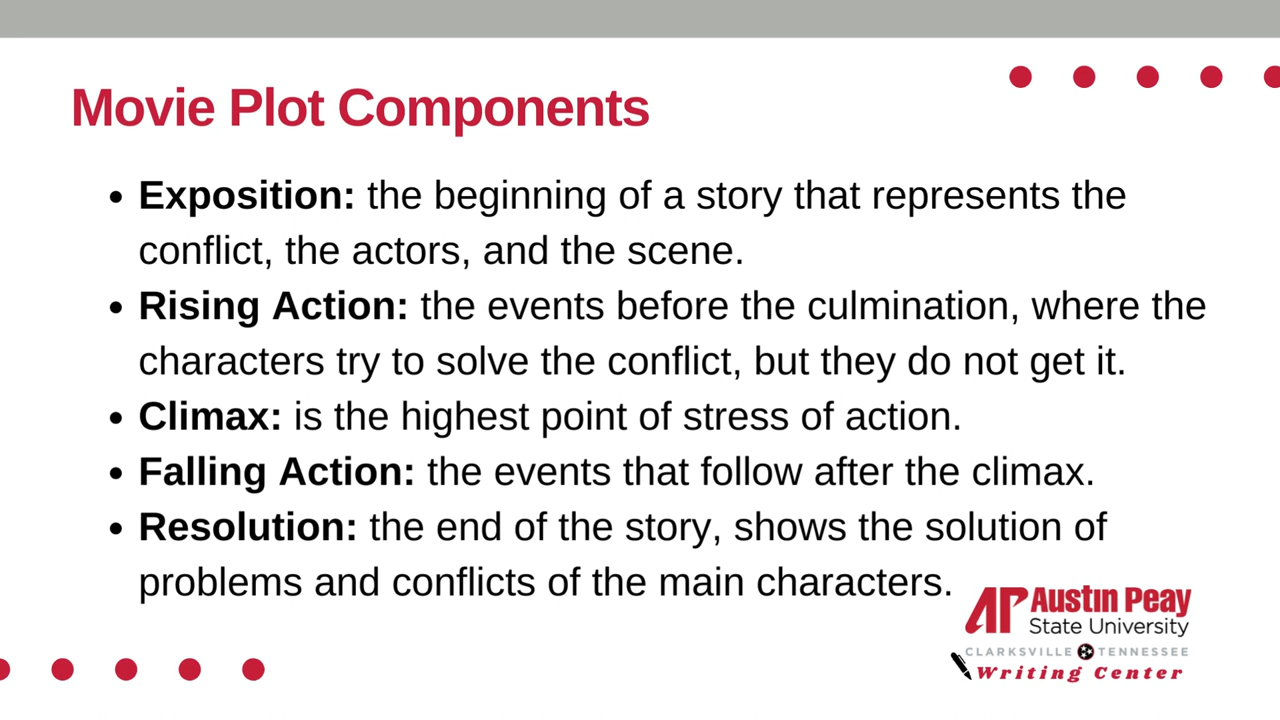 Movie Plot Components
• Exposition: the beginning of a story that represents the
conflict, the actors, and the scene.
• Rising Action: the events before the culmination, where the
characters try to solve the conflict, but they do not get it.
• Climax: is the highest point of stress of action.
• Falling Action: the events that follow after the climax.
• Resolution: the end of the story, shows the solution of
problems and conflicts of the main characters.
AP Austin Peay
State University
CLARKSVILLE TENNESSEE
Writing Center